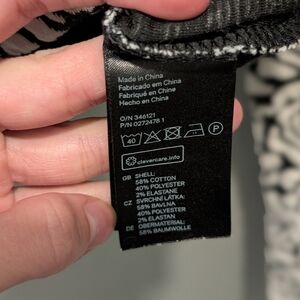 Made in China
Fabricado em China
Fabriqué en Chine
Hecho en China
O/N 346121
P/N 0272478 1
40
P
clevercare.info
GB SHELL:
58% COTTON
40% POLYESTER
2% ELASTANE
CZ SVRCHNÍ LÁTKA:
58% BAVLNA
40% POLYESTER
2% ELASTAN
DE OBERMATERIAL:
58% BAUMWOLLE